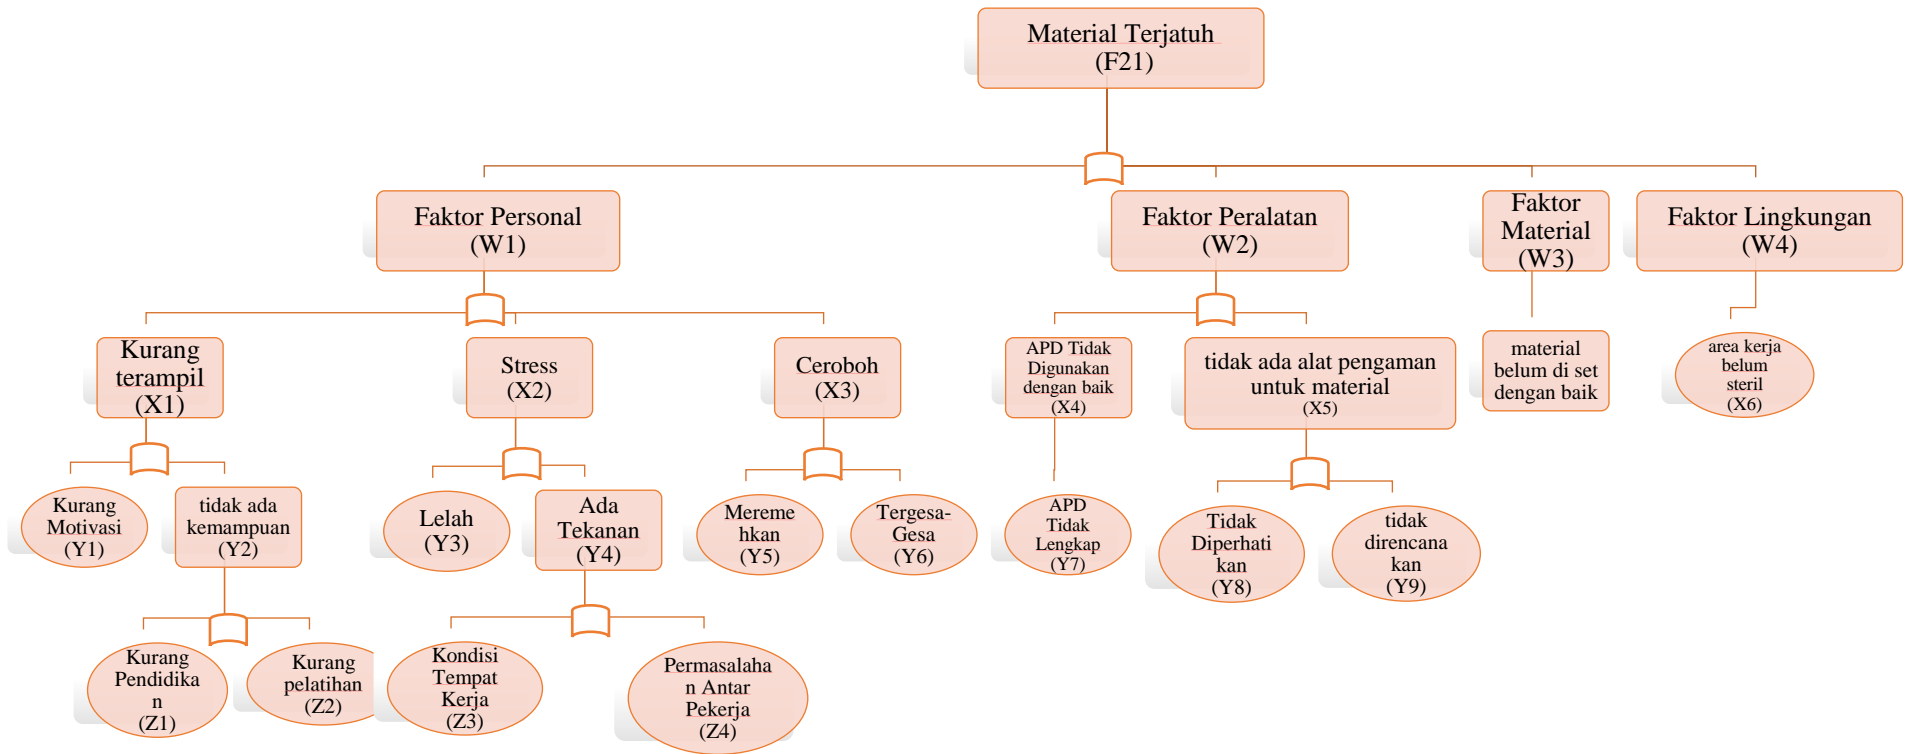 Material Terjatuh
(F21)
Faktor Personal
(W1)
Faktor Peralatan
(W2)
Faktor
Material
(W3)
Faktor Lingkungan
(W4)
Kurang
terampil
(X1)
Stress
(X2)
Ceroboh
(X3)
APD Tidak
Digunakan
dengan baik
(X4)
tidak ada alat pengaman
untuk material
(X5)
material
belum di set
dengan baik
area kerja
belum
steril
(X6)
Kurang
Motivasi
(Y1)
tidak ada
kemampuan
(Y2)
Lelah
(Y3)
Ada
Tekanan
(Y4)
Mereme
hkan
(Y5)
Tergesa-
Gesa
(Y6)
APD
Tidak
Lengkap
(Y7)
Tidak
Diperhati
kan
(Y8)
tidak
direncana
kan
(Y9)
Kurang
Pendidika
n
(Z1)
Kurang
pelatihan
(Z2)
Kondisi
Tempat
Kerja
(Z3)
Permasalaha
n Antar
Pekerja
(Z4)